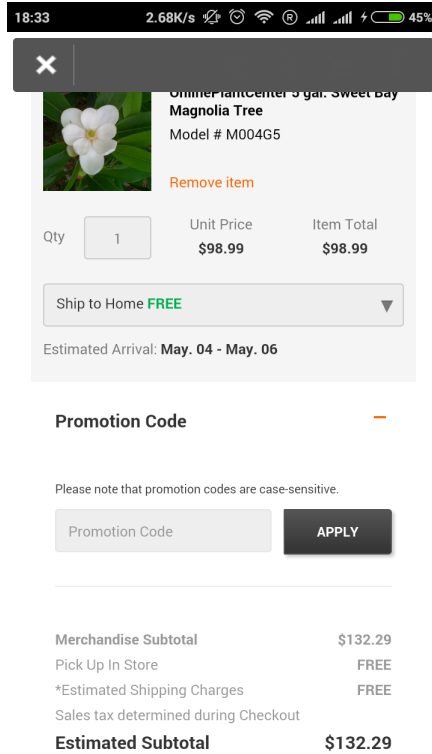 18:33 2.68K/s R 45%
OnlinePlantCenter 5 gal. Sweet Bay
Magnolia Tree
Model # M004G5
Remove item
Qty 1
Unit Price Item Total
$98.99 $98.99
Ship to Home FREE
Estimated Arrival: May. 04 - May. 06
Promotion Code
Please note that promotion codes are case-sensitive.
Promotion Code APPLY
Merchandise Subtotal $132.29
Pick Up In Store FREE
*Estimated Shipping Charges FREE
Sales tax determined during Checkout
Estimated Subtotal $132.29